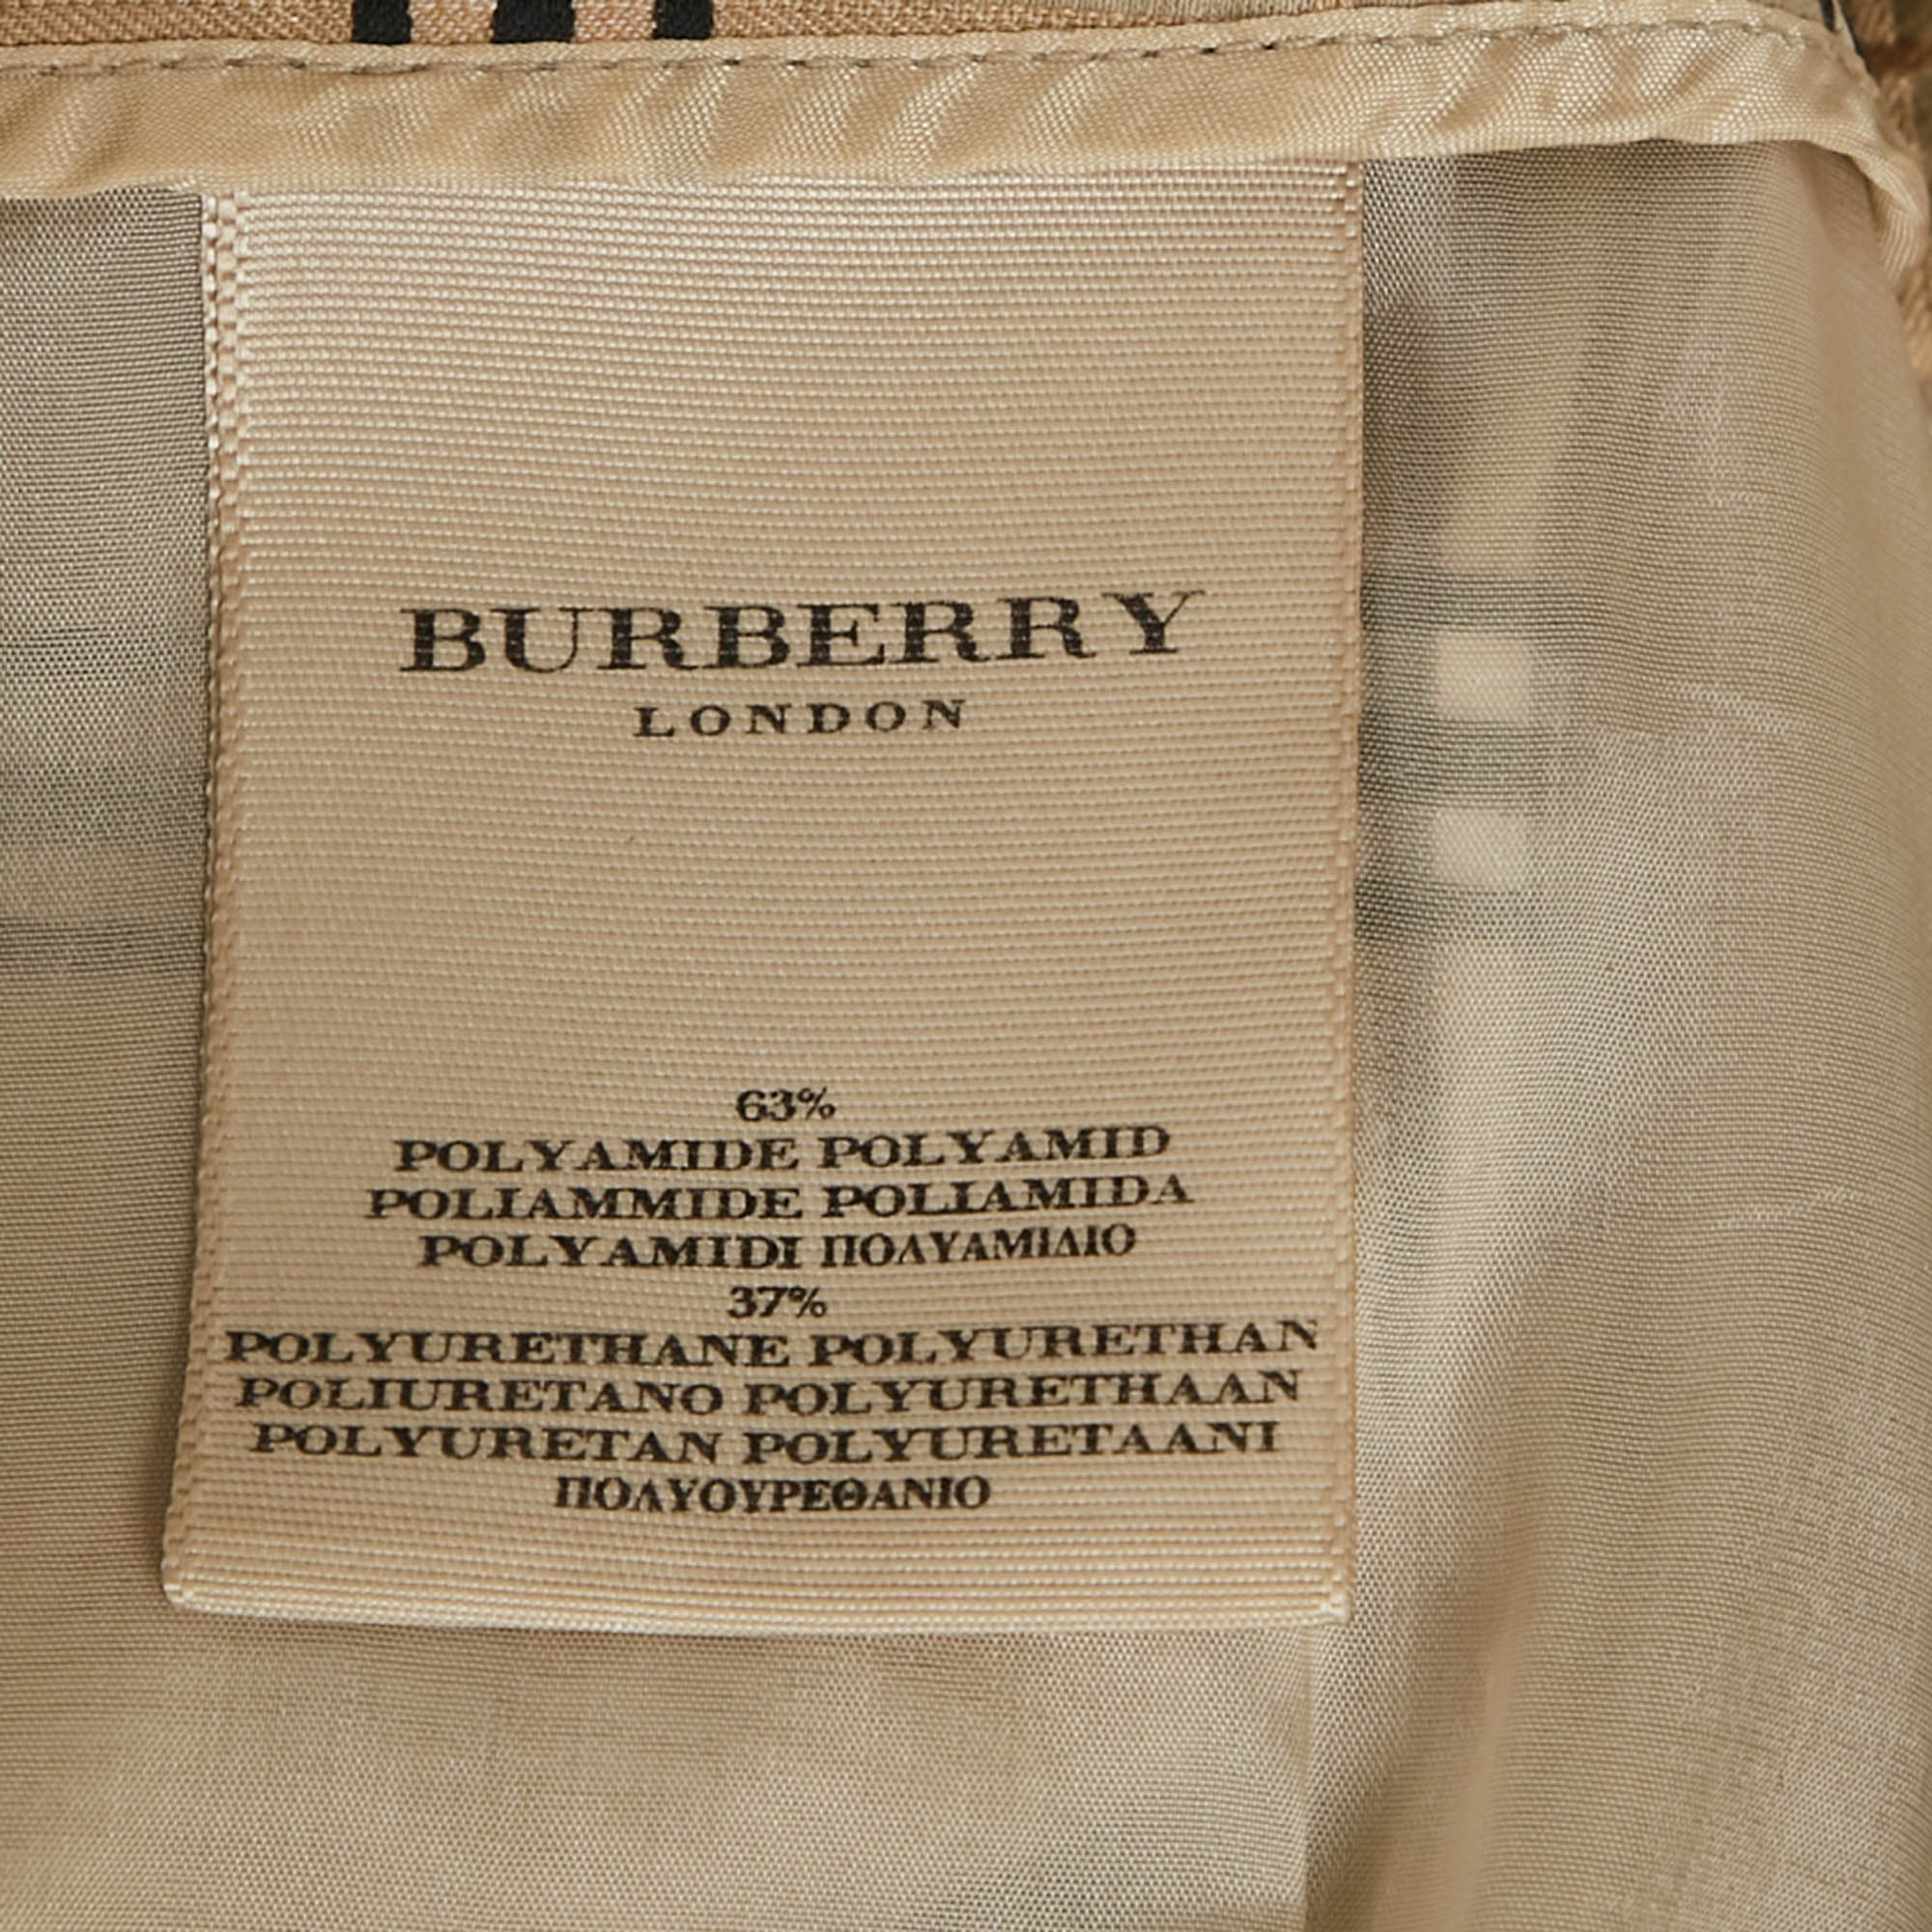 BURBERRY
LONDON
63%
POLYAMIDE POLYAMID
POLIAMMIDE POLIAMIDA
POLYAMIDI ΠΟΛΥΑΜΙΔΙΟ
37%
POLYURETHANE POLYURETHAN
POLIURETANO POLYURETHAAN
POLYURETAN POLYURETAANI
ΠΟΛΥΟΥΡΕΘΑΝΙΟ